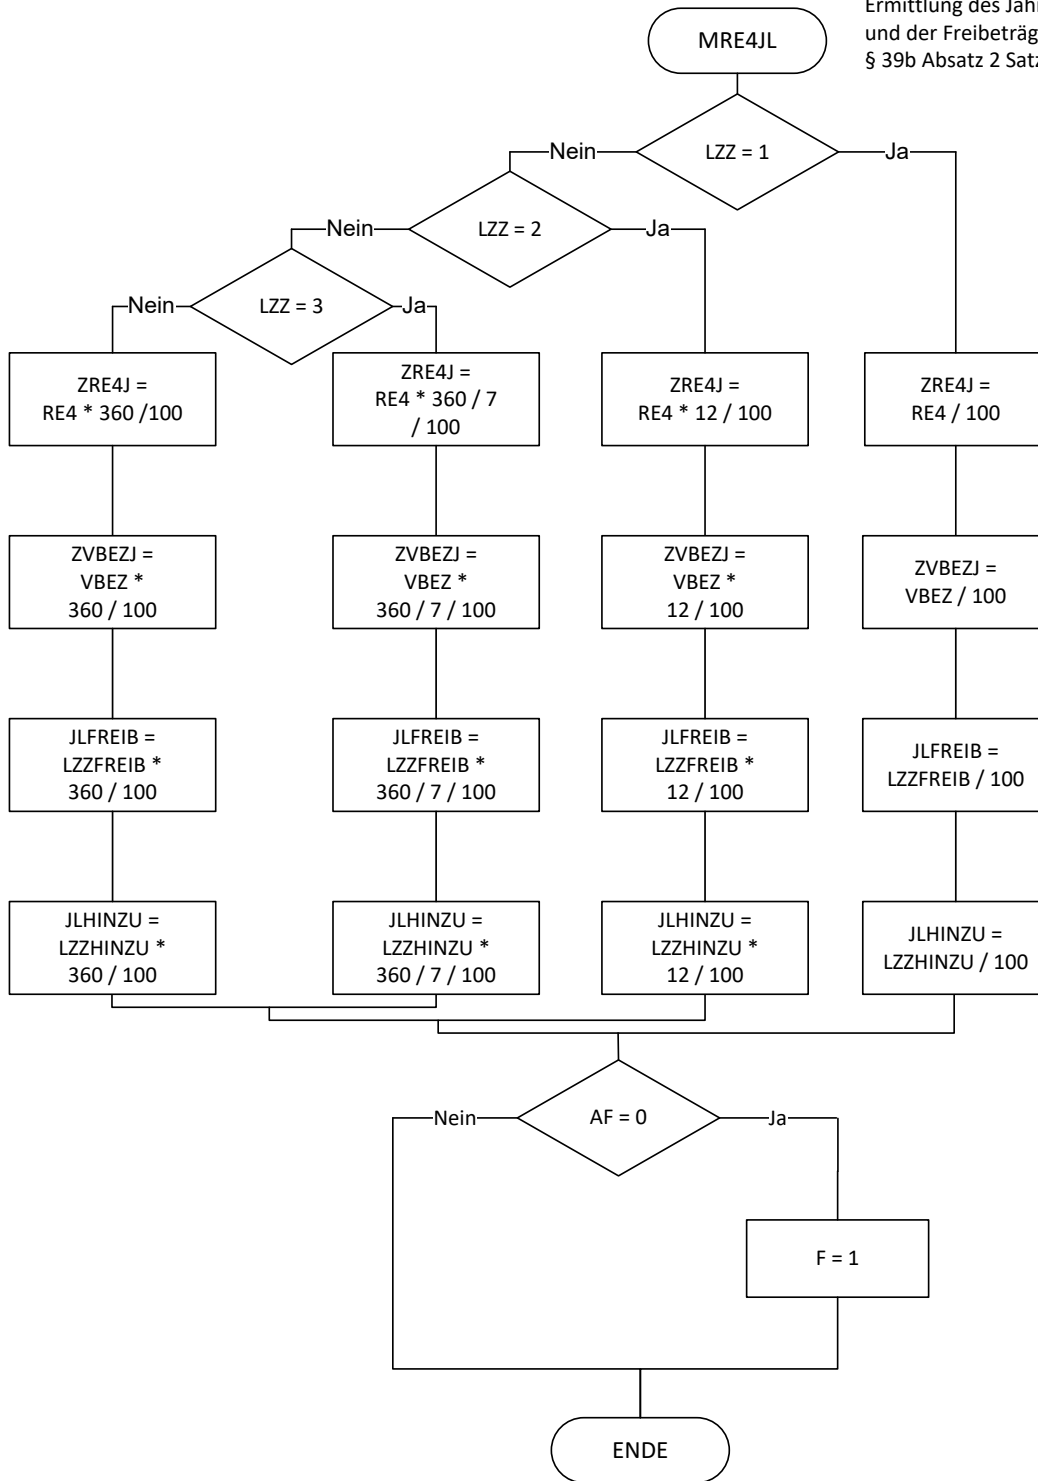 Ermittlung des
und der
§ 39b Absatz 2
MRE4JL
LZZ = 1
Nein
Ja
LZZ = 2
Nein
Ja
LZZ = 3
Nein
Ja
ZRE4J =
RE4 * 360 /100
ZRE4J =
RE4 * 360 / 7
/ 100
ZRE4J =
RE4 * 12 / 100
ZRE4J =
RE4 / 100
ZVBEZJ =
VBEZ *
360 / 100
ZVBEZJ =
VBEZ *
360 / 7 / 100
ZVBEZJ =
VBEZ *
12 / 100
ZVBEZJ =
VBEZ / 100
JLFREIB =
LZZFREIB *
360 / 100
JLFREIB =
LZZFREIB *
360 / 7 / 100
JLFREIB =
LZZFREIB *
12 / 100
JLFREIB =
LZZFREIB / 100
JLHINZU =
LZZHINZU *
360 / 100
JLHINZU =
LZZHINZU *
360 / 7 / 100
JLHINZU =
LZZHINZU *
12 / 100
JLHINZU =
LZZHINZU / 100
AF = 0
Nein
Ja
F = 1
ENDE